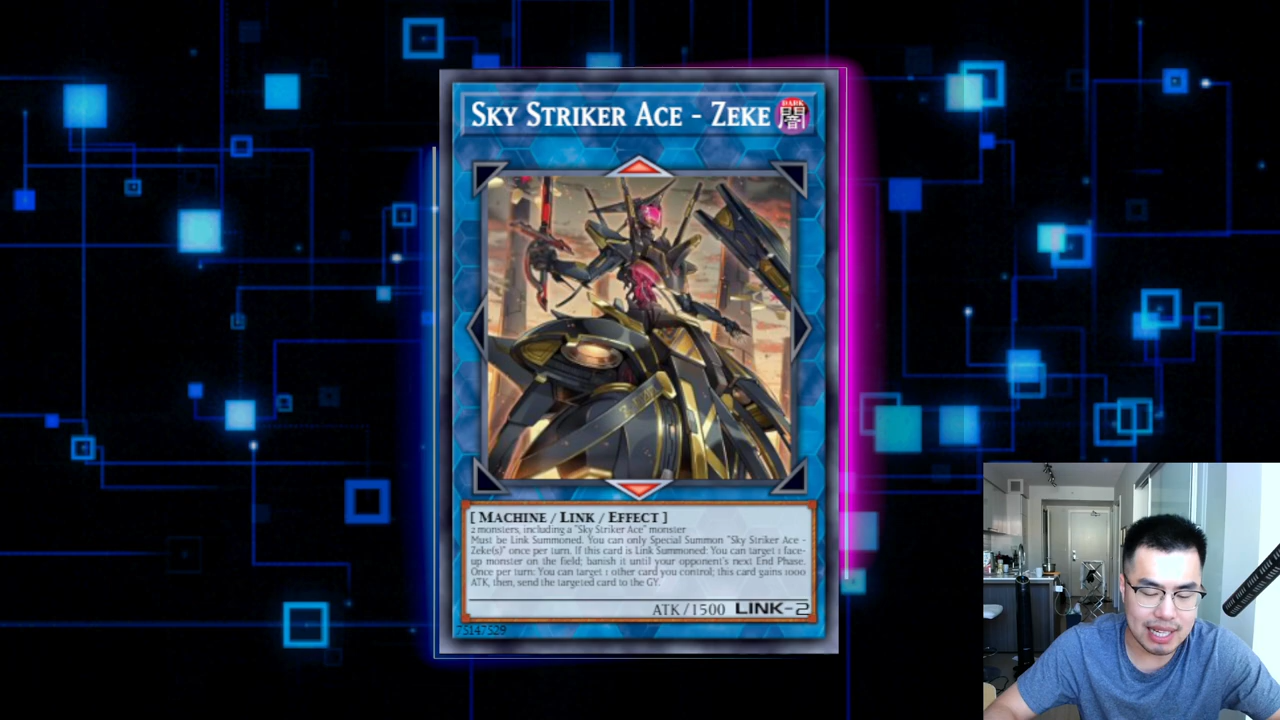 SKY STRIKER ACE - ZEKE
DARK
闇
[ MACHINE / LINK / EFFECT ]
2 monsters, including a "Sky Striker Ace" monster
Must be Link Summoned. You can only Special Summon "Sky Striker Ace -
Zeke(s)" once per turn. If this card is Link Summoned: You can target 1 face-
up monster on the field; banish it until your opponent's next End Phase.
Once per turn: You can target 1 other card you control; this card gains 1000
ATK, then, send the targeted card to the GY.
ATK/1500 LINK-2
75147529